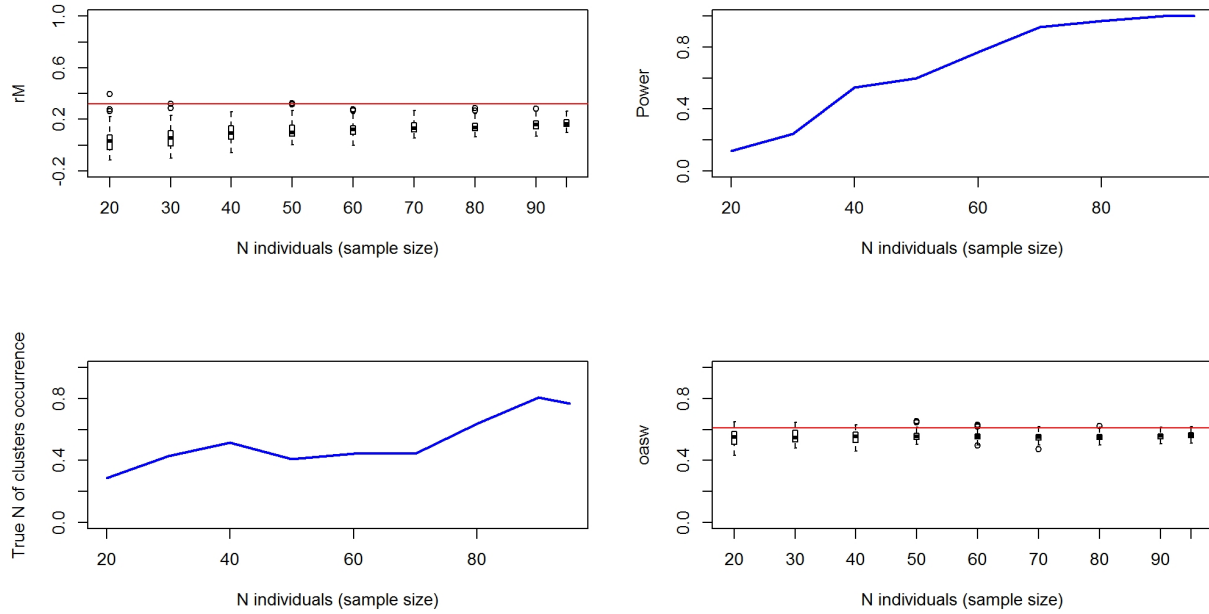 rM
1.0
0.6
0.2
-0.2
20 30 40 50 60 70 80 90
N individuals (sample size)
Power
0.8
0.4
0.0
20 40 60 80
N individuals (sample size)
True N of clusters occurrence
0.8
0.4
0.0
20 40 60 80
N individuals (sample size)
oasw
0.8
0.4
0.0
20 30 40 50 60 70 80 90
N individuals (sample size)